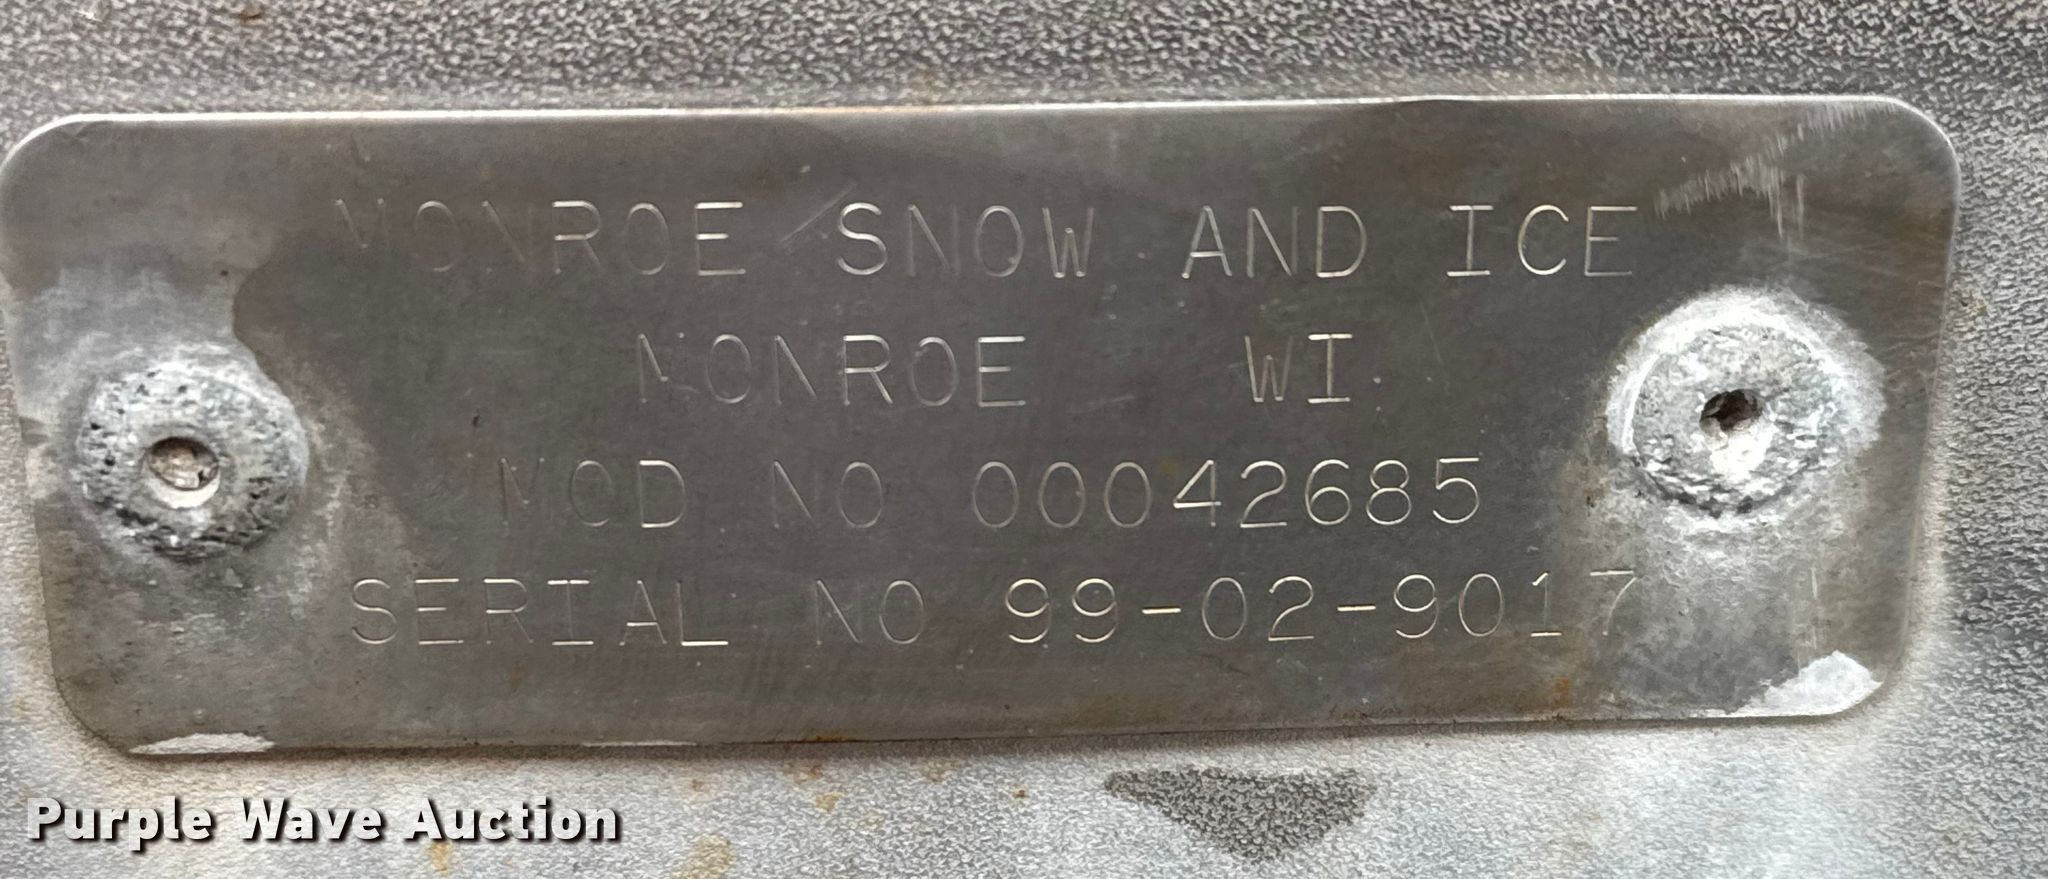 MONROE SNOW AND ICE
MONROE WI
MOD NO 00042685
SERIAL NO 99-02-9017
Purple Wave Auction